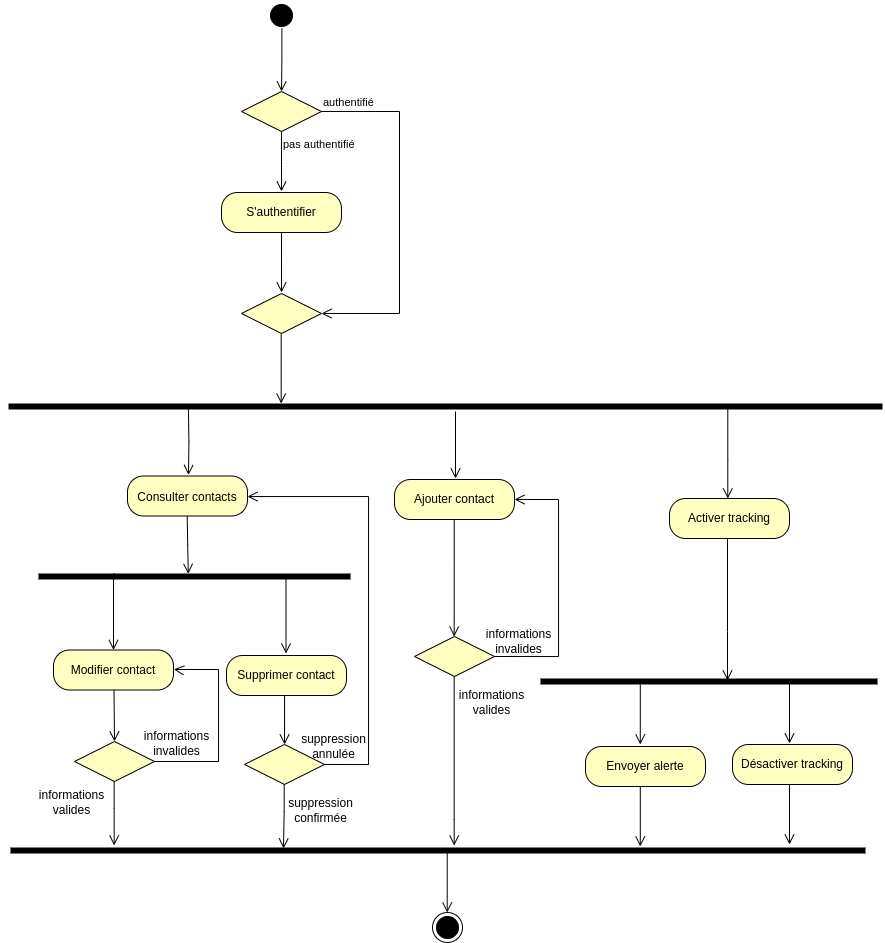 authentifié
pas authentifié
S'authentifier
Consulter contacts
Ajouter contact
Activer tracking
Modifier contact
Supprimer contact
informations
invalides
informations
invalides
informations
valides
suppression
annulée
informations
valides
suppression
confirmée
Envoyer alerte
Désactiver tracking